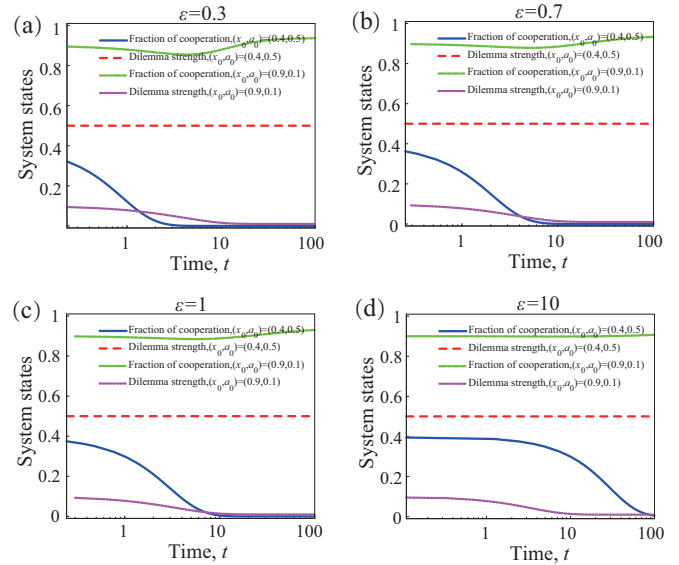 (a) ε=0.3
1
0.8
0.6
0.4
0.2
System states
Fraction of cooperation,(x₀,a₀)=(0.4,0.5)
Dilemma strength,(x₀,a₀)=(0.4,0.5)
Fraction of cooperation,(x₀,a₀)=(0.9,0.1)
Dilemma strength,(x₀,a₀)=(0.9,0.1)
1 10 100
Time, t
(b) ε=0.7
1
0.8
0.6
0.4
0.2
0
System states
Fraction of cooperation,(x₀,a₀)=(0.4,0.5)
Dilemma strength,(x₀,a₀)=(0.4,0.5)
Fraction of cooperation,(x₀,a₀)=(0.9,0.1)
Dilemma strength,(x₀,a₀)=(0.9,0.1)
1 10 100
Time, t
(c) ε=1
1
0.8
0.6
0.4
0.2
0
System states
Fraction of cooperation,(x₀,a₀)=(0.4,0.5)
Dilemma strength,(x₀,a₀)=(0.4,0.5)
Fraction of cooperation,(x₀,a₀)=(0.9,0.1)
Dilemma strength,(x₀,a₀)=(0.9,0.1)
1 10 100
Time, t
(d) ε=10
1
0.8
0.6
0.4
0.2
0
System states
Fraction of cooperation,(x₀,a₀)=(0.4,0.5)
Dilemma strength,(x₀,a₀)=(0.4,0.5)
Fraction of cooperation,(x₀,a₀)=(0.9,0.1)
Dilemma strength,(x₀,a₀)=(0.9,0.1)
1 10 100
Time, t